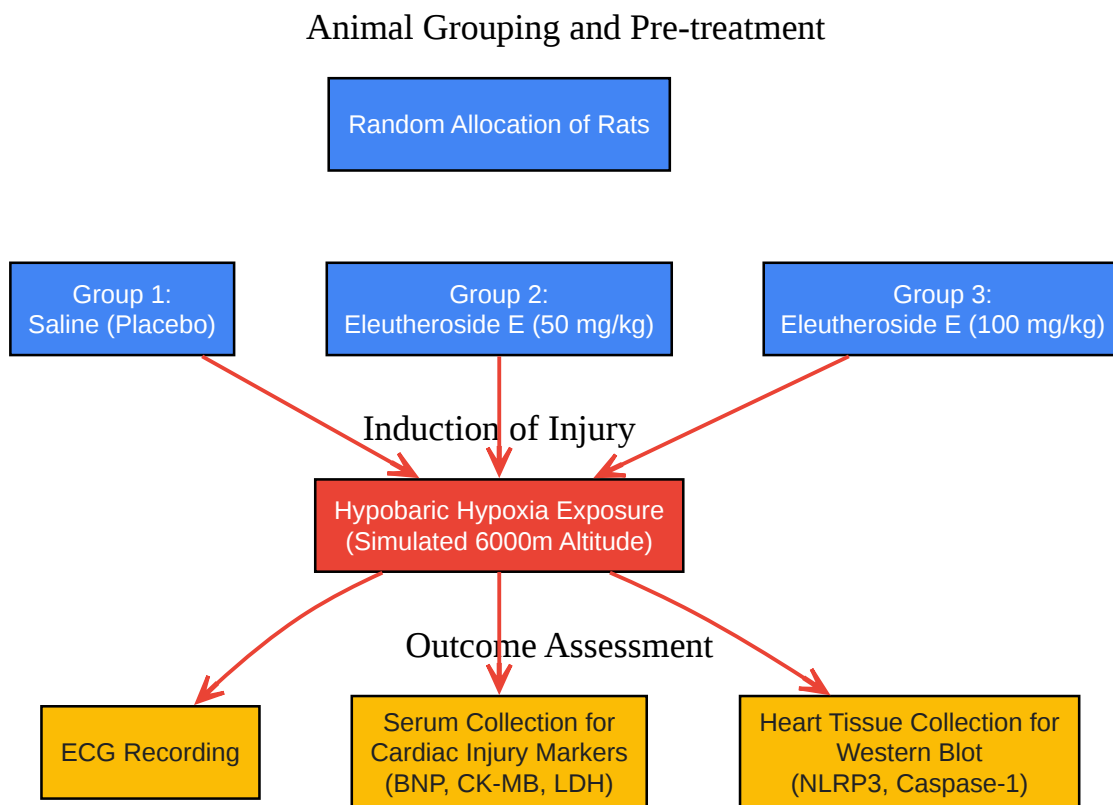 Animal Grouping and Pre-treatment
Random Allocation of Rats
Group 1:
Saline (Placebo)
Group 2:
Eleutheroside E (50 mg/kg)
Group 3:
Eleutheroside E (100 mg/kg)
Induction of Injury
Hypobaric Hypoxia Exposure
(Simulated 6000m Altitude)
Outcome Assessment
ECG Recording
Serum Collection for
Cardiac Injury Markers
(BNP, CK-MB, LDH)
Heart Tissue Collection for
Western Blot
(NLRP3, Caspase-1)